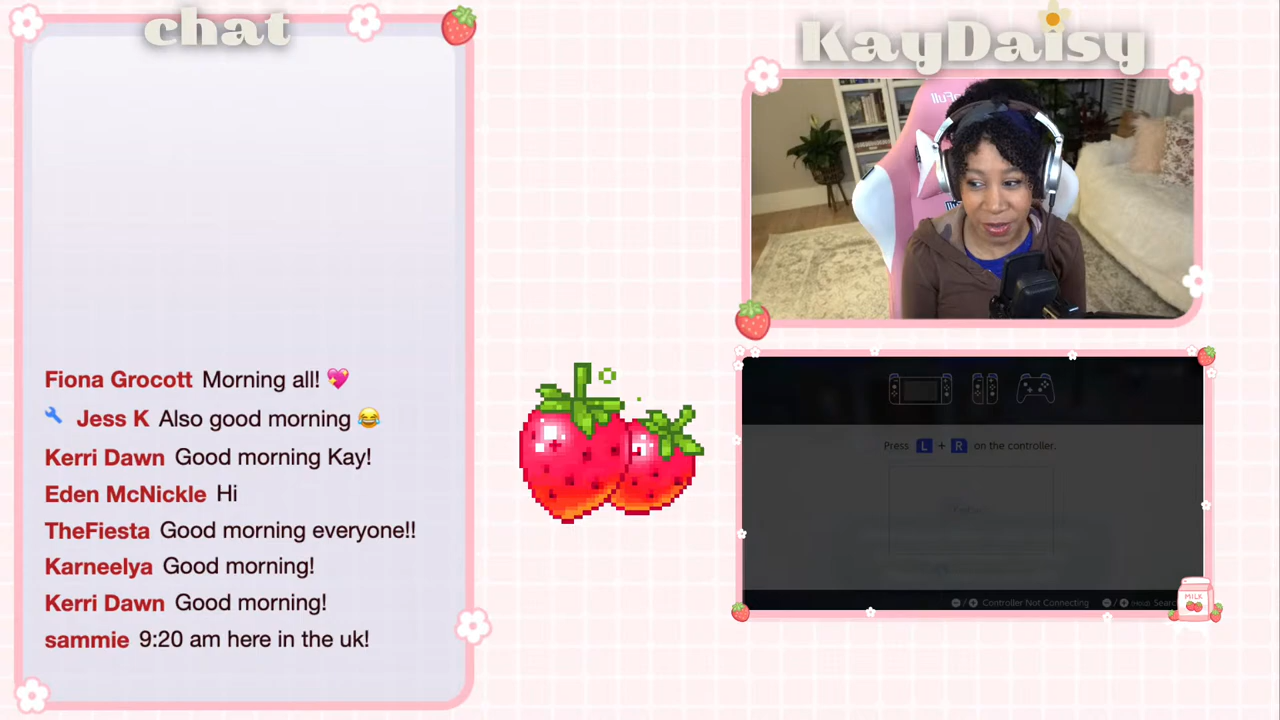 chat
KayDaisy
Fiona Grocott Morning all! 💖
Jess K Also good morning 😂
Kerri Dawn Good morning Kay!
Eden McNickle Hi
TheFiesta Good morning everyone!!
Karneelya Good morning!
Kerri Dawn Good morning!
sammie 9:20 am here in the uk!
Press L + R on the controller.
Controller Not Connecting
MILK